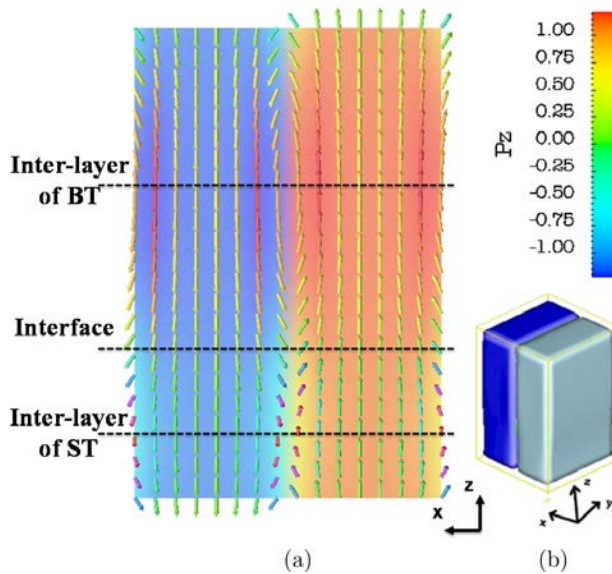 Inter-layer
of BT
Interface
Inter-layer
of ST
x
z
(a)
1.00
0.75
0.50
0.25
0.00
-0.25
-0.50
-0.75
-1.00
Pz
x
z
y
(b)